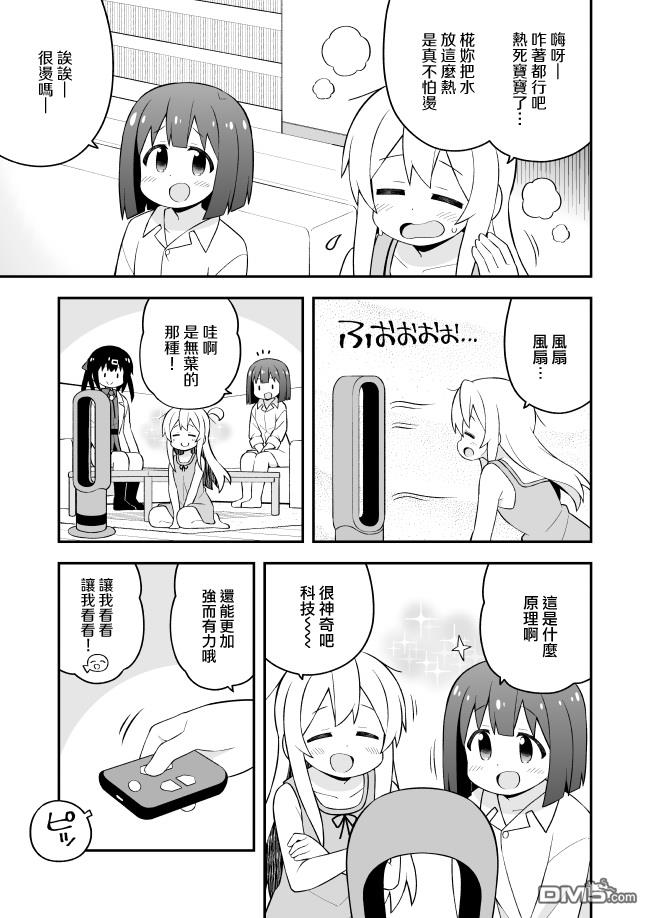 嗨呀—
咋著都行吧
熱死寶寶了…
椛妳把水
放這麼熱
是真不怕燙
誒誒—
很燙嗎—
風扇
風扇…
ふおおおお…
哇啊
是無葉的
那種！
這是什麼
原理啊
很神奇吧
科技～～
還能更加
強而有力哦
讓我看看
讓我看看！
ピッ
DM5.com